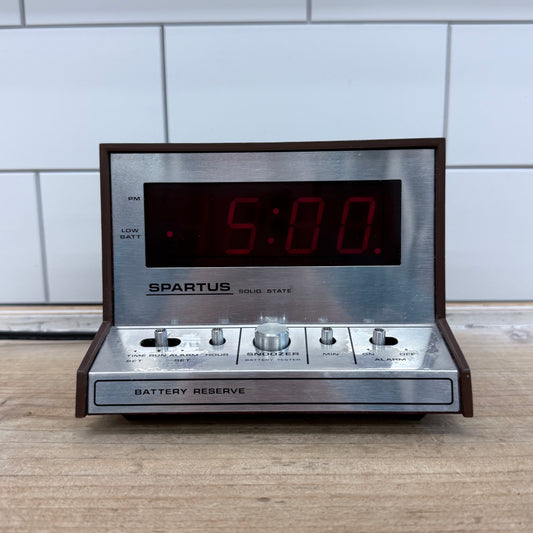 PM
5:00
LOW
BATT
SPARTUS SOLID STATE
TIME RUN ALARM HOUR SNOOZER MIN ON OFF
SET SET BATTERY TESTER ALARM
BATTERY RESERVE